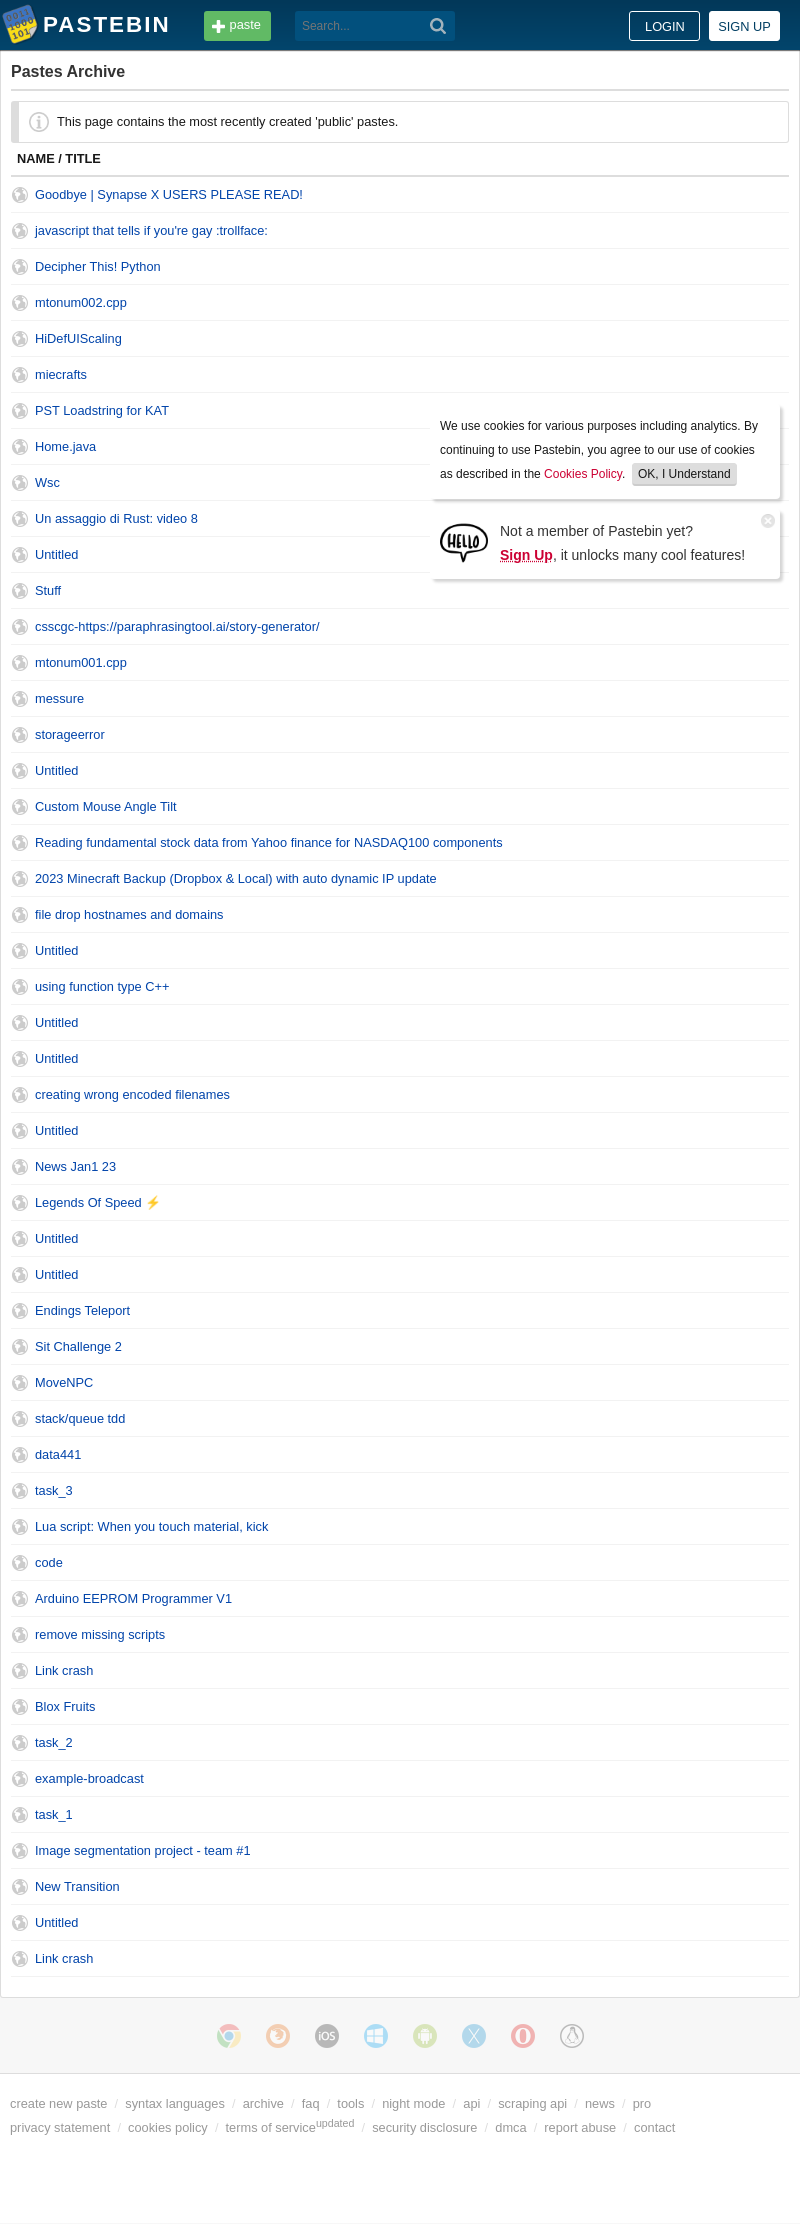 PASTEBIN paste Search... LOGIN SIGN UP
Pastes Archive
This page contains the most recently created 'public' pastes.
NAME / TITLE
Goodbye | Synapse X USERS PLEASE READ!
javascript that tells if you're gay :trollface:
Decipher This! Python
mtonum002.cpp
HiDefUIScaling
miecrafts
PST Loadstring for KAT
Home.java
Wsc
Un assaggio di Rust: video 8
Untitled
Stuff
We use cookies for various purposes including analytics. By
continuing to use Pastebin, you agree to our use of cookies
as described in the Cookies Policy. OK, I Understand
HELLO
Not a member of Pastebin yet?
Sign Up, it unlocks many cool features!
csscgc-https://paraphrasingtool.ai/story-generator/
mtonum001.cpp
messure
storageerror
Untitled
Custom Mouse Angle Tilt
Reading fundamental stock data from Yahoo finance for NASDAQ100 components
2023 Minecraft Backup (Dropbox & Local) with auto dynamic IP update
file drop hostnames and domains
Untitled
using function type C++
Untitled
Untitled
creating wrong encoded filenames
Untitled
News Jan1 23
Legends Of Speed ⚡
Untitled
Untitled
Endings Teleport
Sit Challenge 2
MoveNPC
stack/queue tdd
data441
task_3
Lua script: When you touch material, kick
code
Arduino EEPROM Programmer V1
remove missing scripts
Link crash
Blox Fruits
task_2
example-broadcast
task_1
Image segmentation project - team #1
New Transition
Untitled
Link crash
iOS
create new paste / syntax languages / archive / faq / tools / night mode / api / scraping api / news / pro
privacy statement / cookies policy / terms of service updated / security disclosure / dmca / report abuse / contact